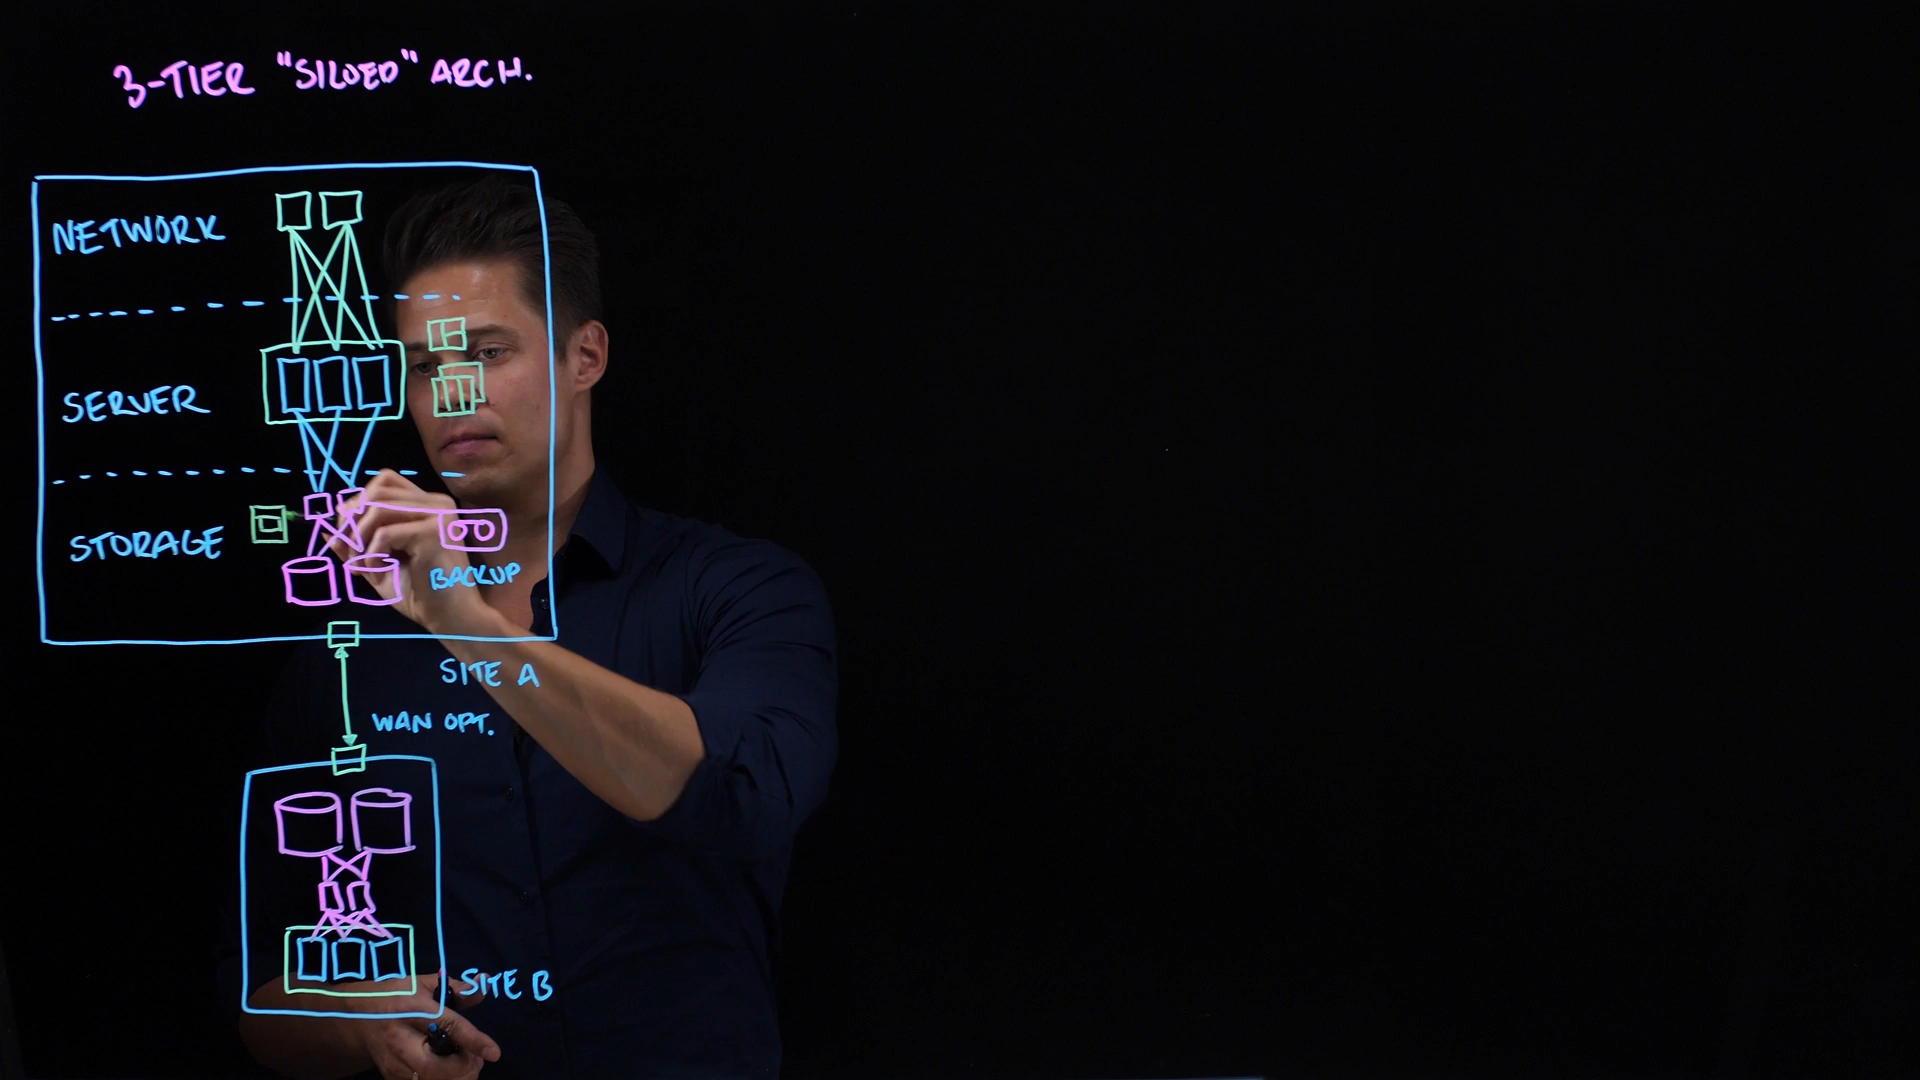 3-TIER "SILOED" ARCH.
NETWORK
SERVER
STORAGE
BACKUP
SITE A
WAN OPT.
SITE B